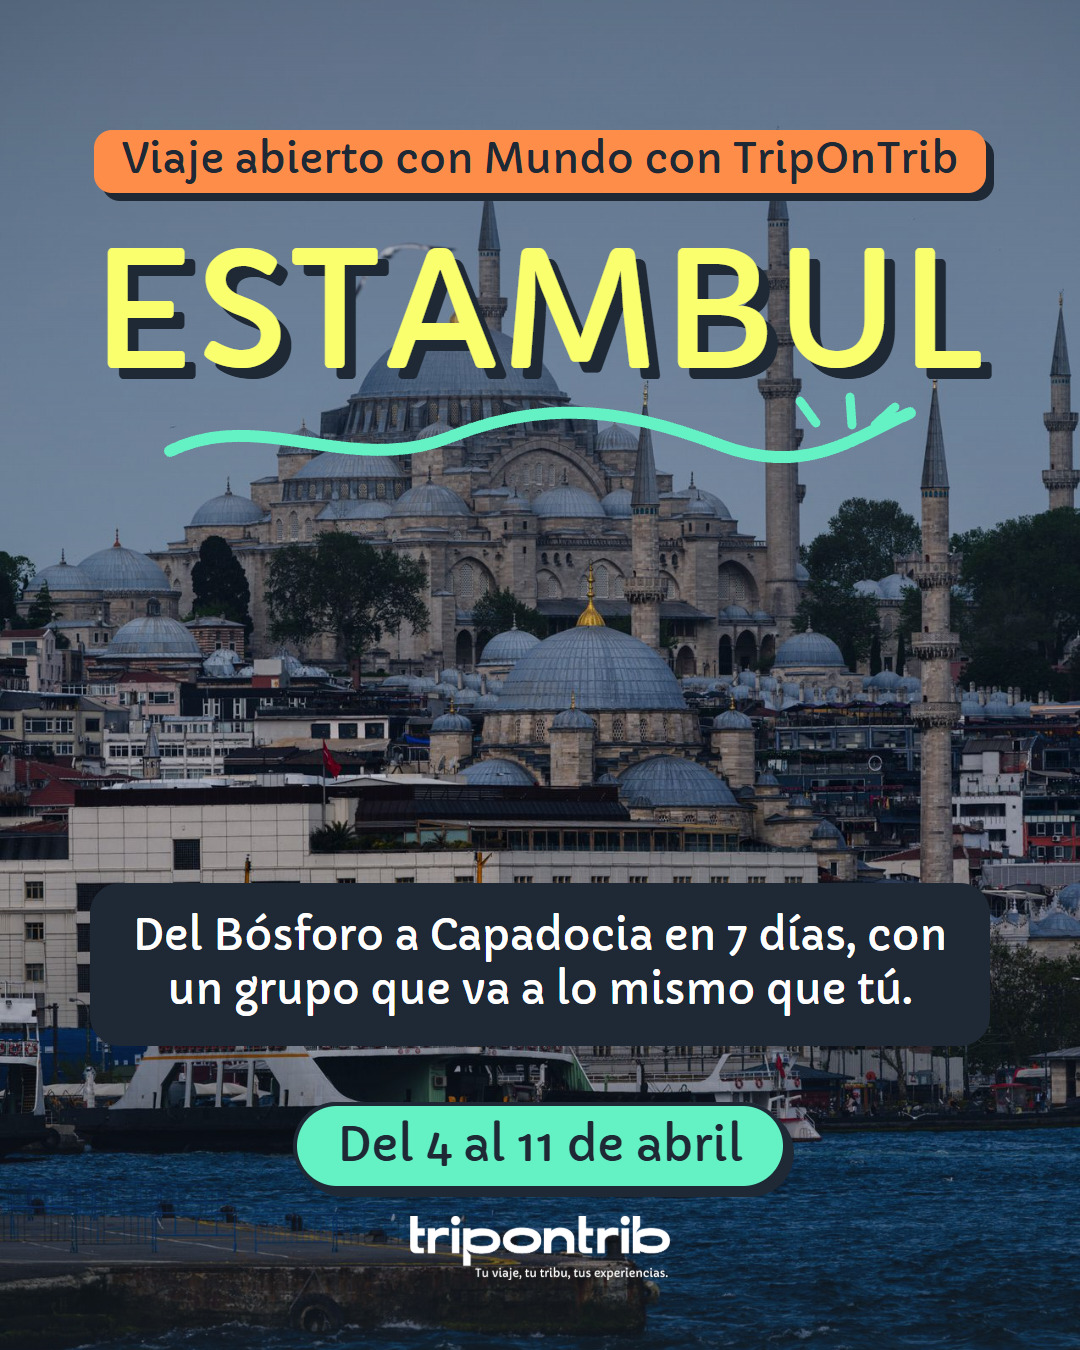 Viaje abierto con Mundo con TripOnTrib
ESTAMBUL
Del Bósforo a Capadocia en 7 días, con
un grupo que va a lo mismo que tú.
Del 4 al 11 de abril
tripontrib
Tu viaje, tu tribu, tus experiencias.